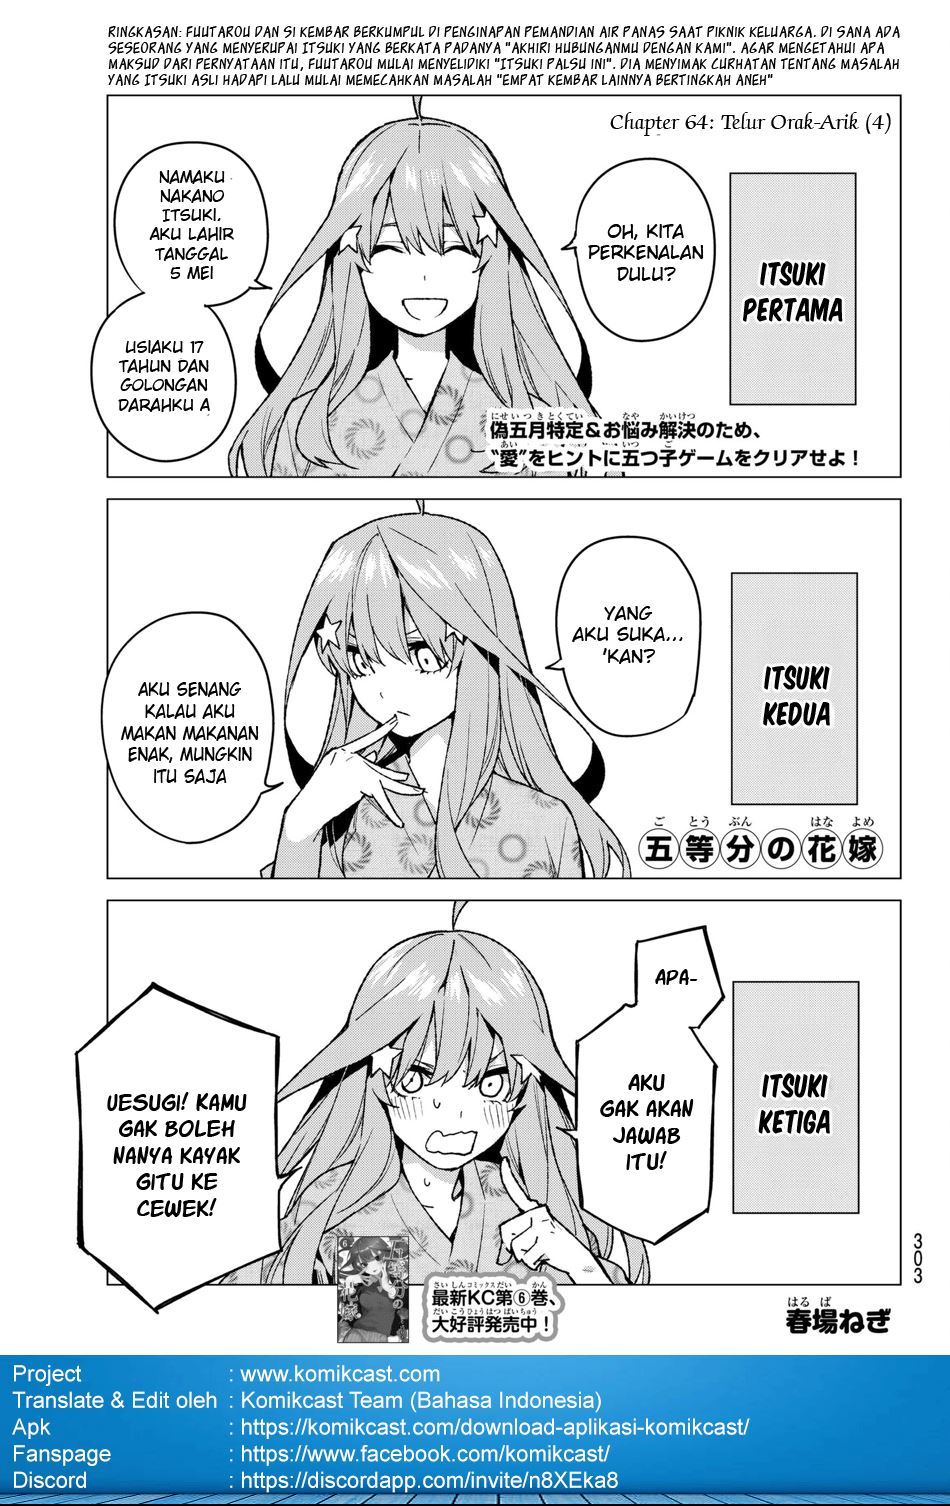 RINGKASAN: FUUTAROU DAN SI KEMBAR BERKUMPUL DI PENGINAPAN PEMANDIAN AIR PANAS SAAT PIKNIK KELUARGA. DI SANA ADA
SESEORANG YANG MENYERUPAI ITSUKI YANG BERKATA PADANYA "AKHIRI HUBUNGANMU DENGAN KAMI". AGAR MENGETAHUI APA
MAKSUD DARI PERNYATAAN ITU, FUUTAROU MULAI MENYELIDIKI "ITSUKI PALSU INI". DIA MENYIMAK CURHATAN TENTANG MASALAH
YANG ITSUKI ASLI HADAPI LALU MULAI MEMECAHKAN MASALAH "EMPAT KEMBAR LAINNYA BERTINGKAH ANEH"
Chapter 64: Telur Orak-Arik (4)
ITSUKI
PERTAMA
OH, KITA
PERKENALAN
DULU?
NAMAKU
NAKANO
ITSUKI.
AKU LAHIR
TANGGAL
5 MEI
USIAKU 17
TAHUN DAN
GOLONGAN
DARAHKU A
偽五月特定&お悩み解決のため、
"愛"をヒントに五つ子ゲームをクリアせよ!
ITSUKI
KEDUA
YANG
AKU SUKA...
'KAN?
AKU SENANG
KALAU AKU
MAKAN MAKANAN
ENAK, MUNGKIN
ITU SAJA
五等分の花嫁
ITSUKI
KETIGA
APA-
AKU
GAK AKAN
JAWAB
ITU!
UESUGI! KAMU
GAK BOLEH
NANYA KAYAK
GITU KE
CEWEK!
303
最新KC第⑥巻、
大好評発売中!
春場ねぎ
Project : www.komikcast.com
Translate & Edit oleh : Komikcast Team (Bahasa Indonesia)
Apk : https://komikcast.com/download-aplikasi-komikcast/
Fanspage : https://www.facebook.com/komikcast/
Discord : https://discordapp.com/invite/n8XEka8